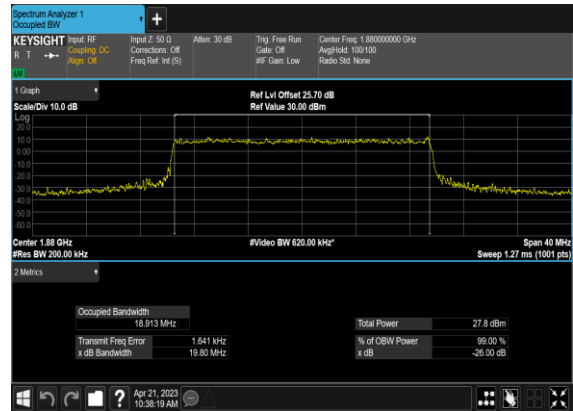 Spectrum Analyzer 1
Occupied BW
+
KEYSIGHT Input: RF Input Z: 50 Ω Atten: 30 dB Trig: Free Run Center Freq: 1.880000000 GHz
R T Coupling: DC Corrections: Off Gate: Off Avg|Hold: 100/100
Align: Off Freq Ref: Int (S) #IF Gain: Low Radio Std: None
LW
1 Graph
Ref Lvl Offset 25.70 dB
Scale/Div 10.0 dB Ref Value 30.00 dBm
Log
20.0
10.0
0.00
-10.0
-20.0
-30.0
-40.0
-50.0
-60.0
Center 1.88 GHz #Video BW 620.00 kHz* Span 40 MHz
#Res BW 200.00 kHz Sweep 1.27 ms (1001 pts)
2 Metrics
Occupied Bandwidth
18.913 MHz Total Power 27.8 dBm
Transmit Freq Error 1.641 kHz % of OBW Power 99.00 %
x dB Bandwidth 19.80 MHz x dB -26.00 dB
? Apr 21, 2023
10:38:19 AM